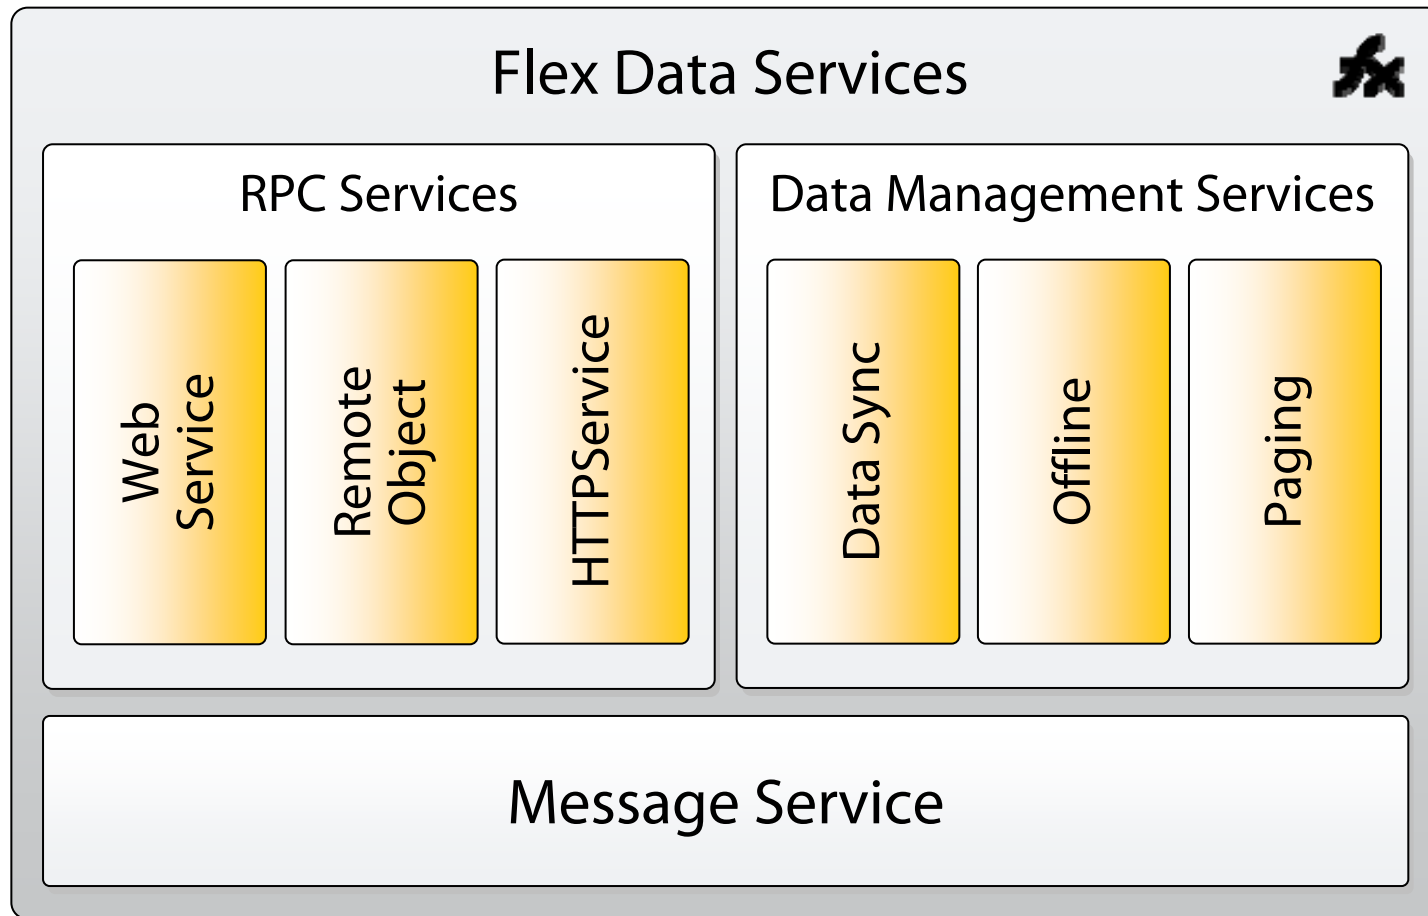 Flex Data Services
fx
RPC Services
Web
Service
Remote
Object
HTTPService
Data Management Services
Data Sync
Offline
Paging
Message Service